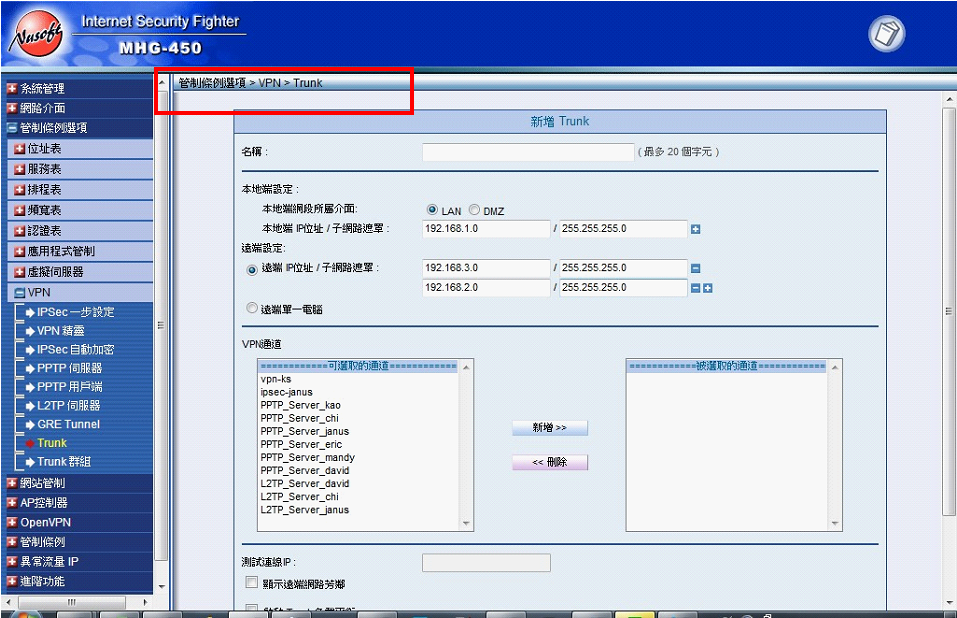 Nusoft
Internet Security Fighter
MHG-450
管制條例選項 > VPN > Trunk
系統管理
網路介面
管制條例選項
位址表
服務表
排程表
頻寬表
認證表
應用程式管制
虛擬伺服器
VPN
IPSec 一步設定
VPN 精靈
IPSec 自動加密
PPTP 伺服器
PPTP 用戶端
L2TP 伺服器
GRE Tunnel
Trunk
Trunk 群組
網站管制
AP控制器
OpenVPN
管制條例
異常流量 IP
進階功能
新增 Trunk
名稱 :
( 最多 20 個字元 )
本地端設定 :
本地端網段所屬介面:
LAN DMZ
本地端 IP位址 / 子網路遮罩 :
192.168.1.0 / 255.255.255.0
遠端設定:
遠端 IP位址 / 子網路遮罩 :
192.168.3.0 / 255.255.255.0
192.168.2.0 / 255.255.255.0
遠端單一電腦
VPN通道
============可選取的通道============
vpn-ks
ipsec-janus
PPTP_Server_kao
PPTP_Server_chi
PPTP_Server_janus
PPTP_Server_eric
PPTP_Server_mandy
PPTP_Server_david
L2TP_Server_david
L2TP_Server_chi
L2TP_Server_janus
新增 >>
<< 刪除
============被選取的通道============
測試連線IP :
顯示遠端網路芳鄰